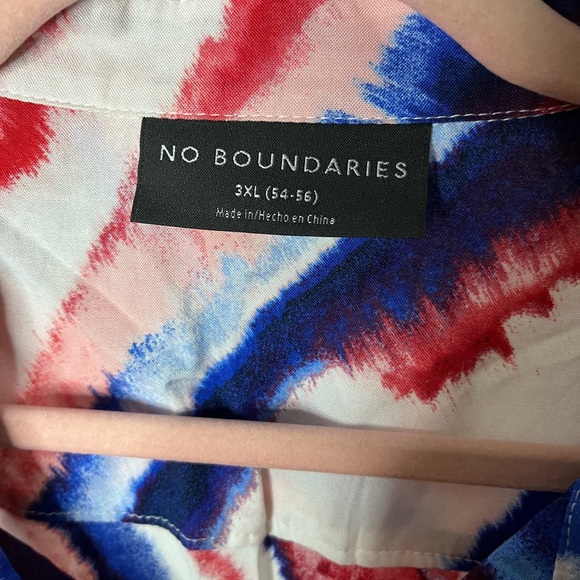 NO BOUNDARIES
3XL (54-56)
Made in/Hecho en China